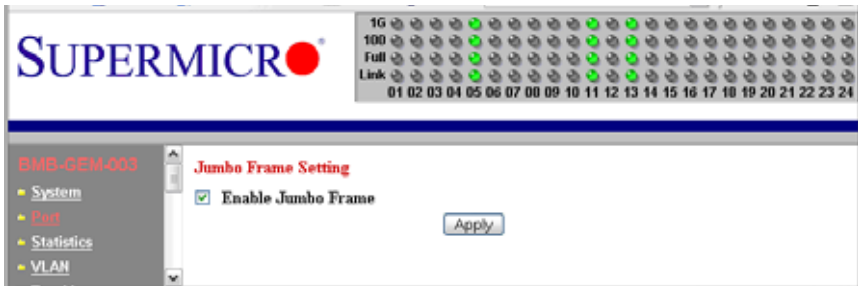 SUPERMICRO
1G
100
Full
Link
01 02 03 04 05 06 07 08 09 10 11 12 13 14 15 16 17 18 19 20 21 22 23 24
BMB-GEM-003
System
Port
Statistics
VLAN
Jumbo Frame Setting
Enable Jumbo Frame
Apply